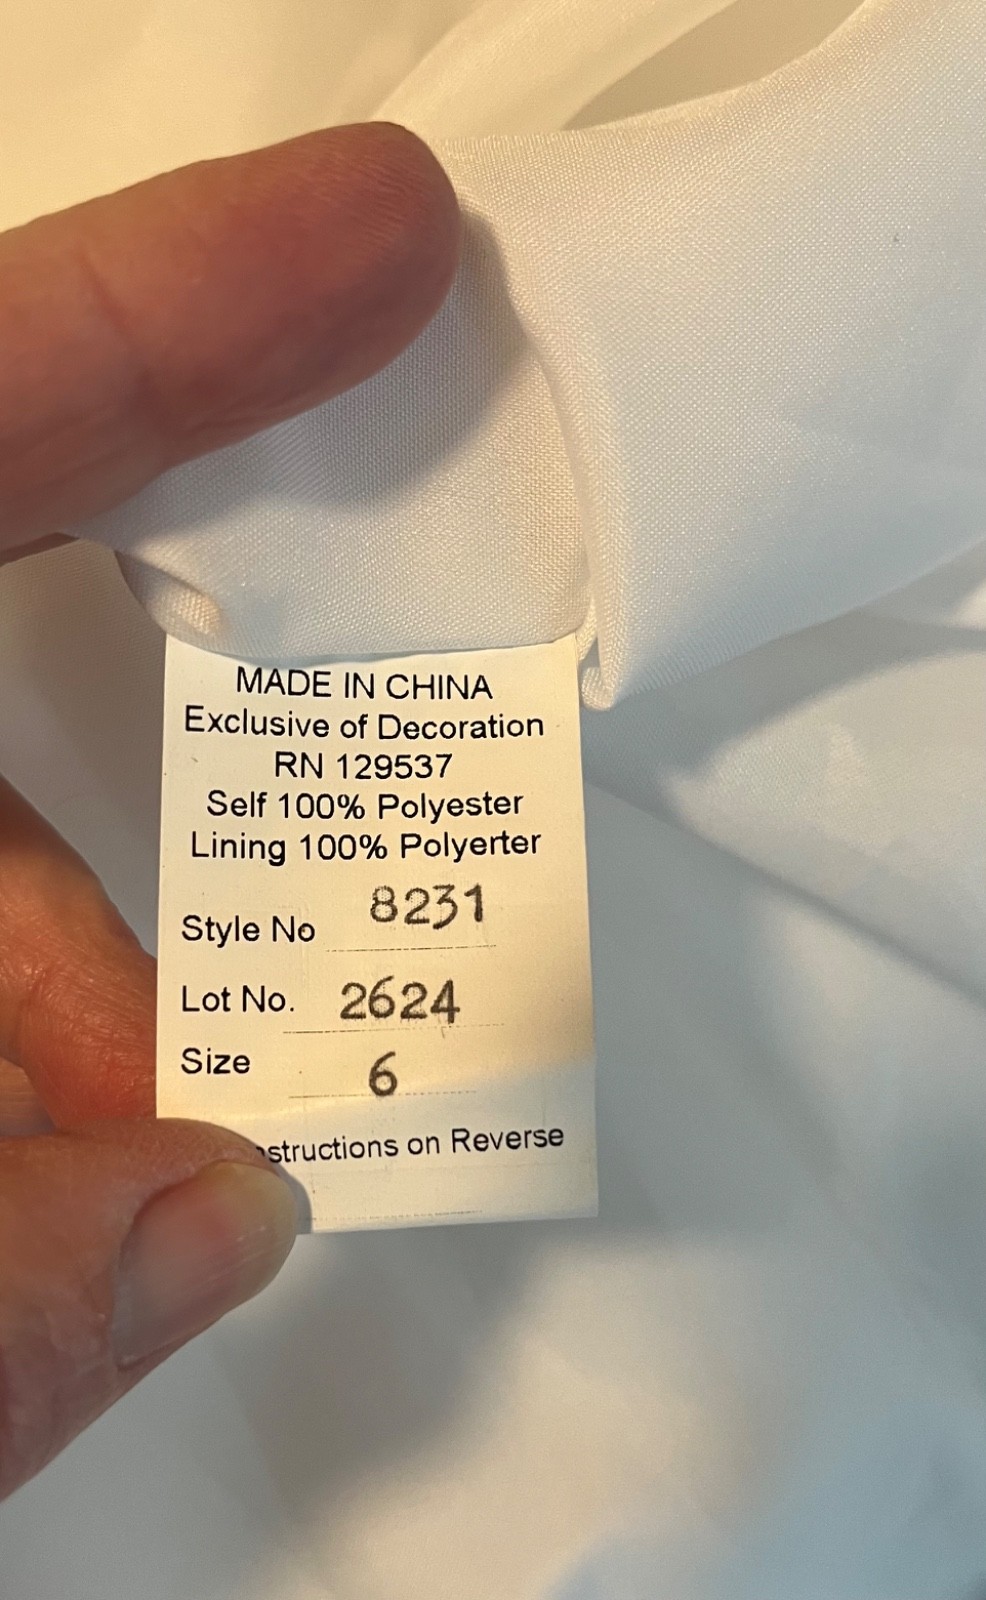 MADE IN CHINA
Exclusive of Decoration
RN 129537
Self 100% Polyester
Lining 100% Polyerter
Style No 8231
Lot No. 2624
Size 6
on Reverse